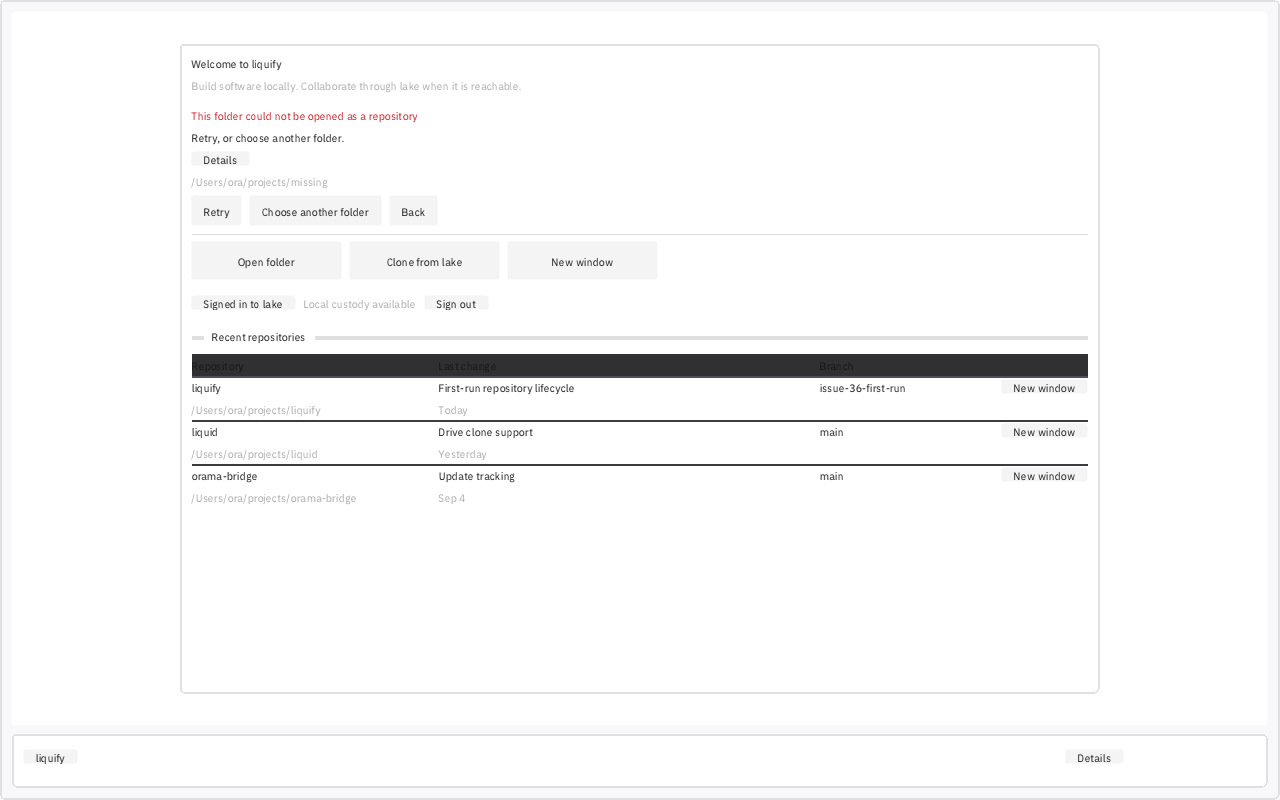 Welcome to liquify
Build software locally. Collaborate through lake when it is reachable.
This folder could not be opened as a repository
Retry, or choose another folder.
Details
/Users/ora/projects/missing
Retry Choose another folder Back
Open folder Clone from lake New window
Signed in to lake Local custody available Sign out
Recent repositories
Repository Last change Branch
liquify First-run repository lifecycle issue-36-first-run New window
/Users/ora/projects/liquify Today
liquid Drive clone support main New window
/Users/ora/projects/liquid Yesterday
orama-bridge Update tracking main New window
/Users/ora/projects/orama-bridge Sep 4
liquify Details